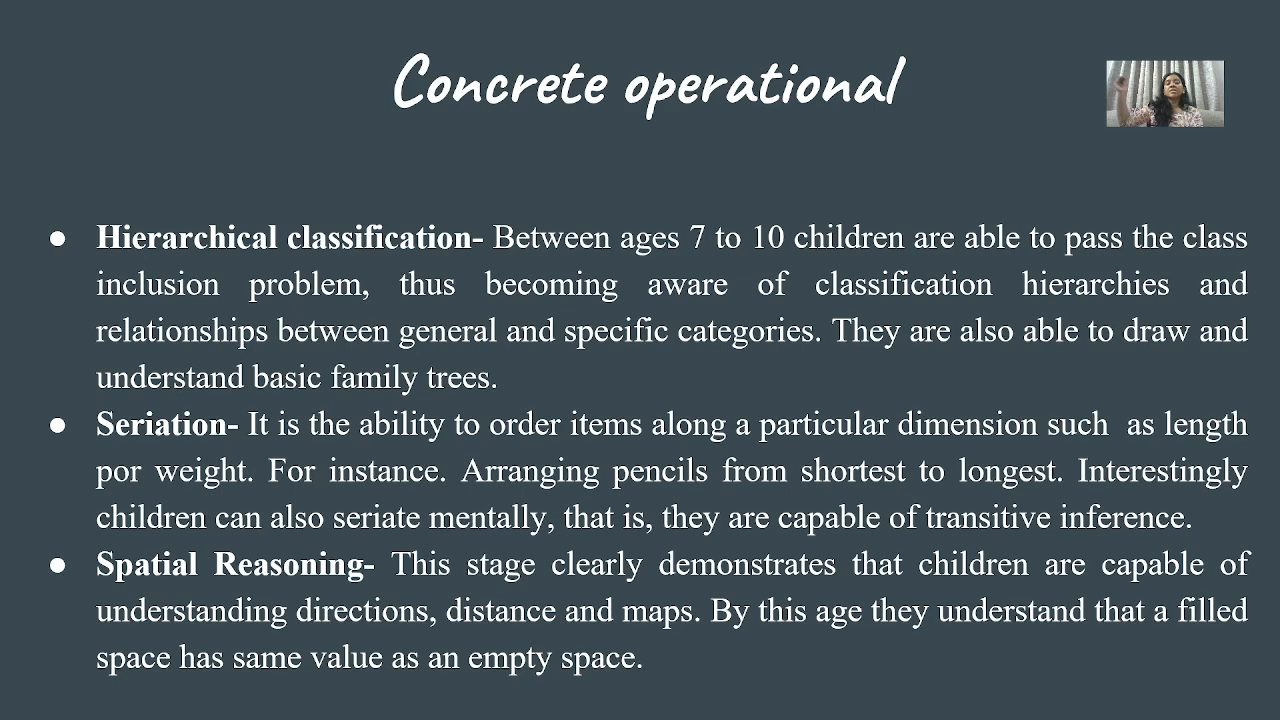 Concrete operational
● Hierarchical classification- Between ages 7 to 10 children are able to pass the class
inclusion problem, thus becoming aware of classification hierarchies and
relationships between general and specific categories. They are also able to draw and
understand basic family trees.
● Seriation- It is the ability to order items along a particular dimension such  as length
por weight. For instance. Arranging pencils from shortest to longest. Interestingly
children can also seriate mentally, that is, they are capable of transitive inference.
● Spatial Reasoning- This stage clearly demonstrates that children are capable of
understanding directions, distance and maps. By this age they understand that a filled
space has same value as an empty space.